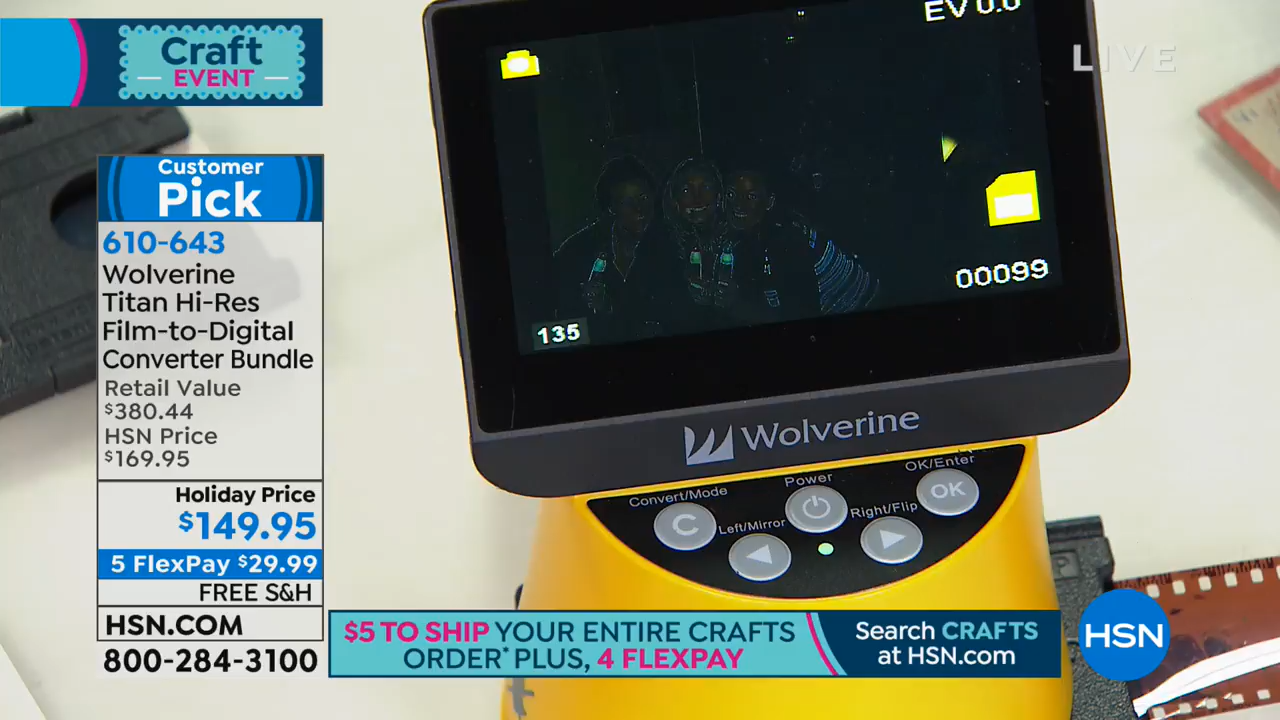 Craft
EVENT
Customer
Pick
610-643
Wolverine
Titan Hi-Res
Film-to-Digital
Converter Bundle
Retail Value
$380.44
HSN Price
$169.95
Holiday Price
$149.95
5 FlexPay $29.99
FREE S&H
HSN.COM
800-284-3100
EV 0.0
LIVE
00099
135
Wolverine
Convert/Mode
Power
OK/Enter
C
OK
Left/Mirror
Right/Flip
$5 TO SHIP YOUR ENTIRE CRAFTS
ORDER* PLUS, 4 FLEXPAY
Search CRAFTS
at HSN.com
HSN